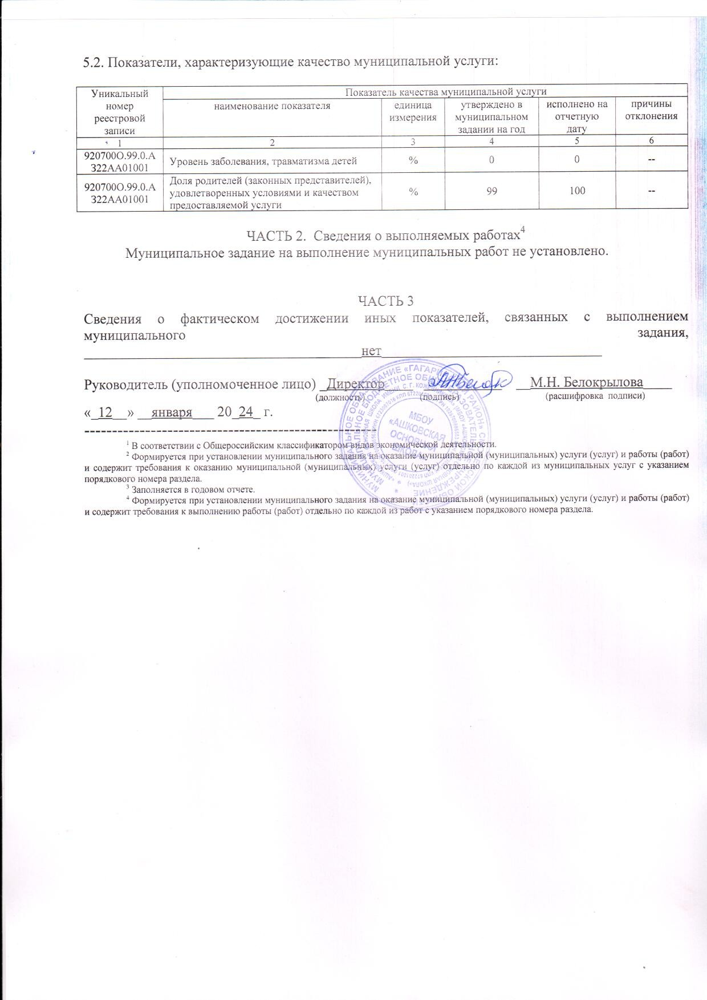 5.2. Показатели, характеризующие качество муниципальной услуги:
Уникальный номер реестровой записи
Показатель качества муниципальной услуги
наименование показателя
единица измерения
утверждено в муниципальном задании на год
исполнено на отчетную дату
причины отклонения
1 2 3 4 5 6
920700О.99.0.А
322АА01001
Уровень заболевания, травматизма детей
% 0 0 --
920700О.99.0.А
322АА01001
Доля родителей (законных представителей),
удовлетворенных условиями и качеством
предоставляемой услуги
% 99 100 --
ЧАСТЬ 2. Сведения о выполняемых работах4
Муниципальное задание на выполнение муниципальных работ не установлено.
ЧАСТЬ 3
Сведения о фактическом достижении иных показателей, связанных с выполнением
муниципального задания,
нет
Руководитель (уполномоченное лицо) Директор М.Н. Белокрылова
(должность) (подпись) (расшифровка подписи)
«_12__» __января___ 20_24_ г.
МБОУ
«АШКОВСКАЯ
ОСНОВНАЯ
ШКОЛА»
1 В соответствии с Общероссийским классификатором видов экономической деятельности.
2 Формируется при установлении муниципального задания на оказание муниципальной (муниципальных) услуги (услуг) и работы (работ)
и содержит требования к оказанию муниципальной (муниципальных) услуги (услуг) отдельно по каждой из муниципальных услуг с указанием
порядкового номера раздела.
3 Заполняется в годовом отчете.
4 Формируется при установлении муниципального задания на оказание муниципальной (муниципальных) услуги (услуг) и работы (работ)
и содержит требования к выполнению работы (работ) отдельно по каждой из работ с указанием порядкового номера раздела.